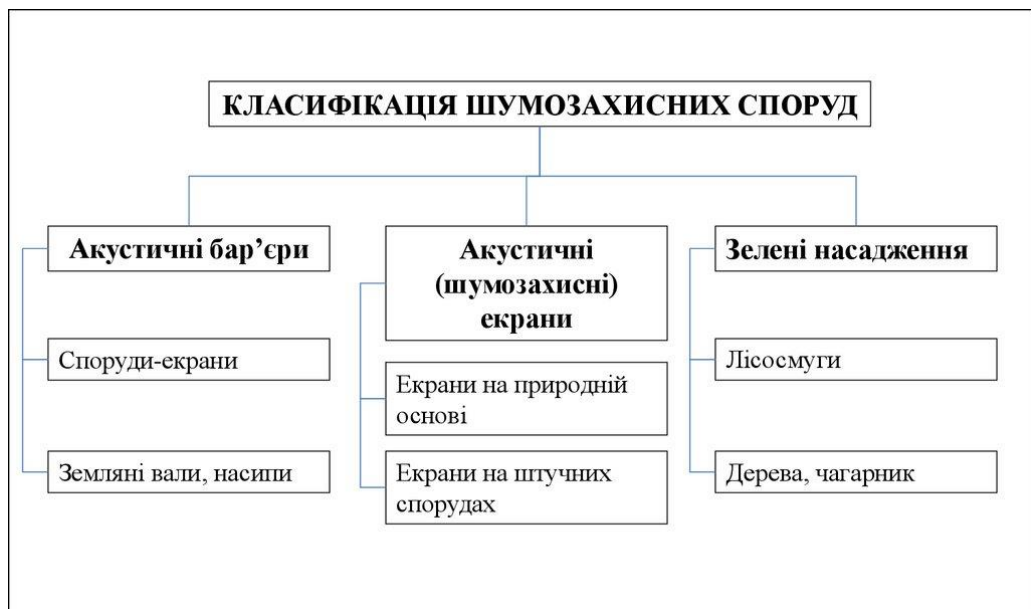 КЛАСИФІКАЦІЯ ШУМОЗАХИСНИХ СПОРУД
Акустичні бар’єри
Споруди-екрани
Земляні вали, насипи
Акустичні
(шумозахисні)
екрани
Екрани на природній
основі
Екрани на штучних
спорудах
Зелені насадження
Лісосмуги
Дерева, чагарник